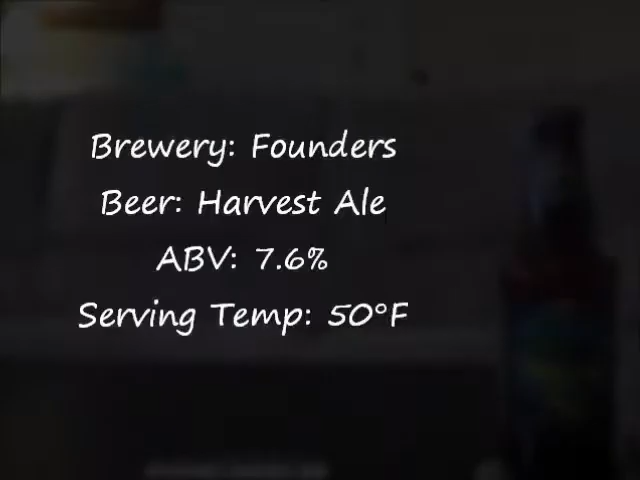 Brewery: Founders
Beer: Harvest Ale
ABV: 7.6%
Serving Temp: 50°F